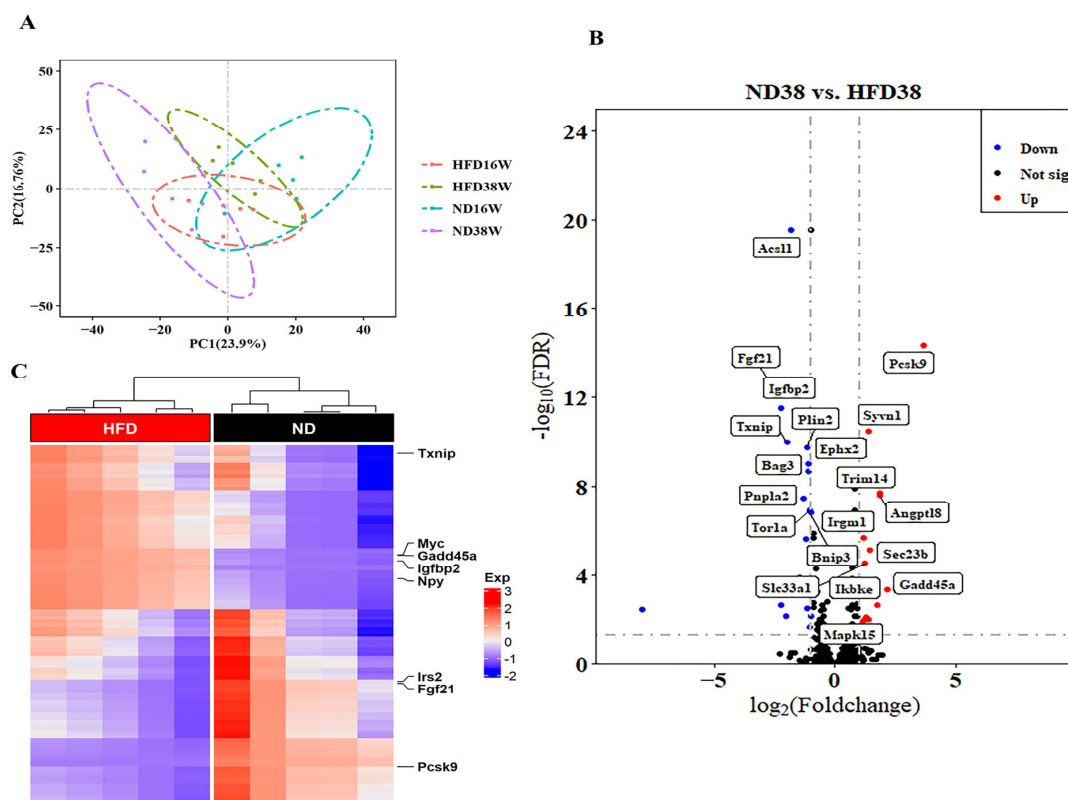 A
50
25
0
−25
−50
PC2(16.76%)
−40
−20
0
20
40
PC1(23.9%)
HFD16W
HFD38W
ND16W
ND38W
B
ND38 vs. HFD38
24
20
16
12
8
4
0
-log10(FDR)
−5
0
5
log2(Foldchange)
Down
Not sig
Up
Acsl1
Pcsk9
Fgf21
Igfbp2
Txnip
Plin2
Syvn1
Ephx2
Bag3
Trim14
Pnpla2
Angptl8
Tor1a
Irgm1
Bnip3
Sec23b
Slc33a1
Ikbke
Gadd45a
Mapk15
C
HFD
ND
Txnip
Myc
Gadd45a
Igfbp2
Npy
Irs2
Fgf21
Pcsk9
Exp
3
2
1
0
-1
-2